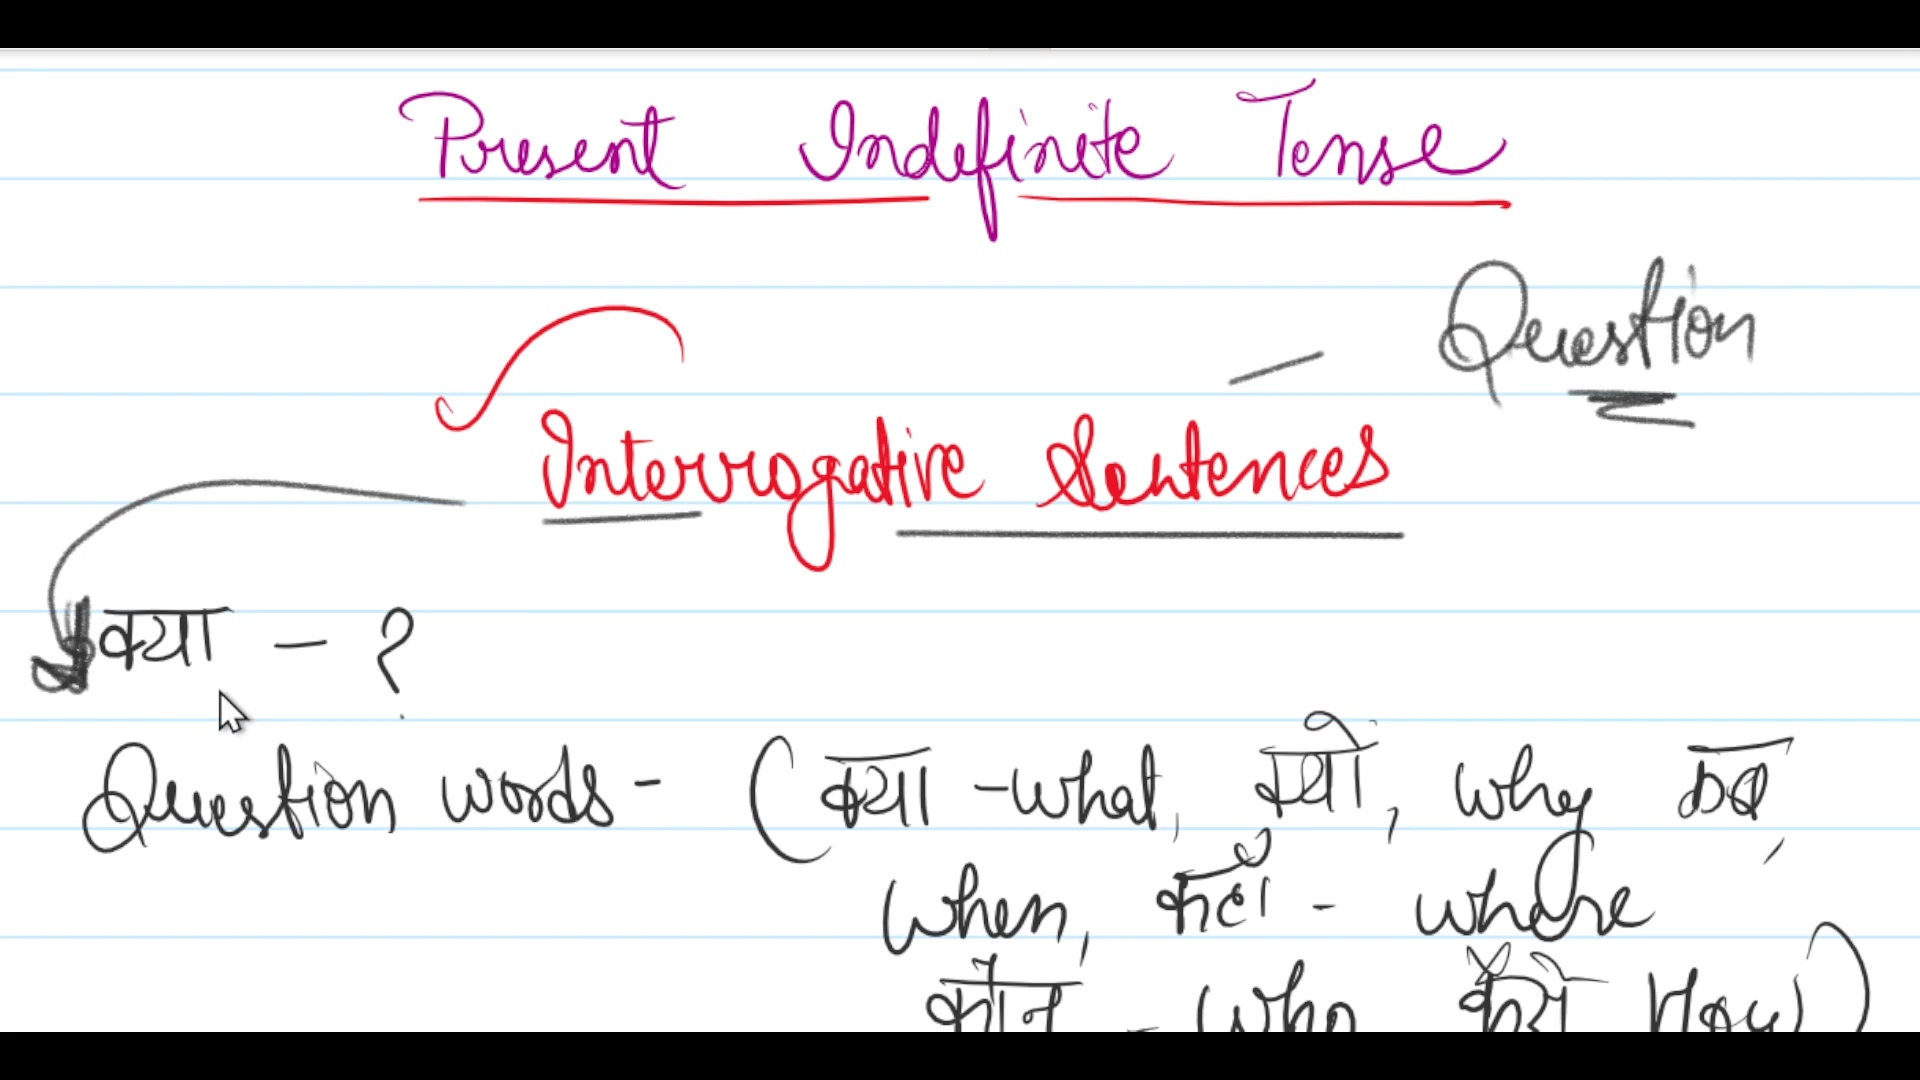 Present Indefinite Tense
- Question
Interrogative Sentences
क्या - ?
Question words - (क्या - what, क्यों, why कब,
when, कहाँ - where
कौन - who कैसे How)